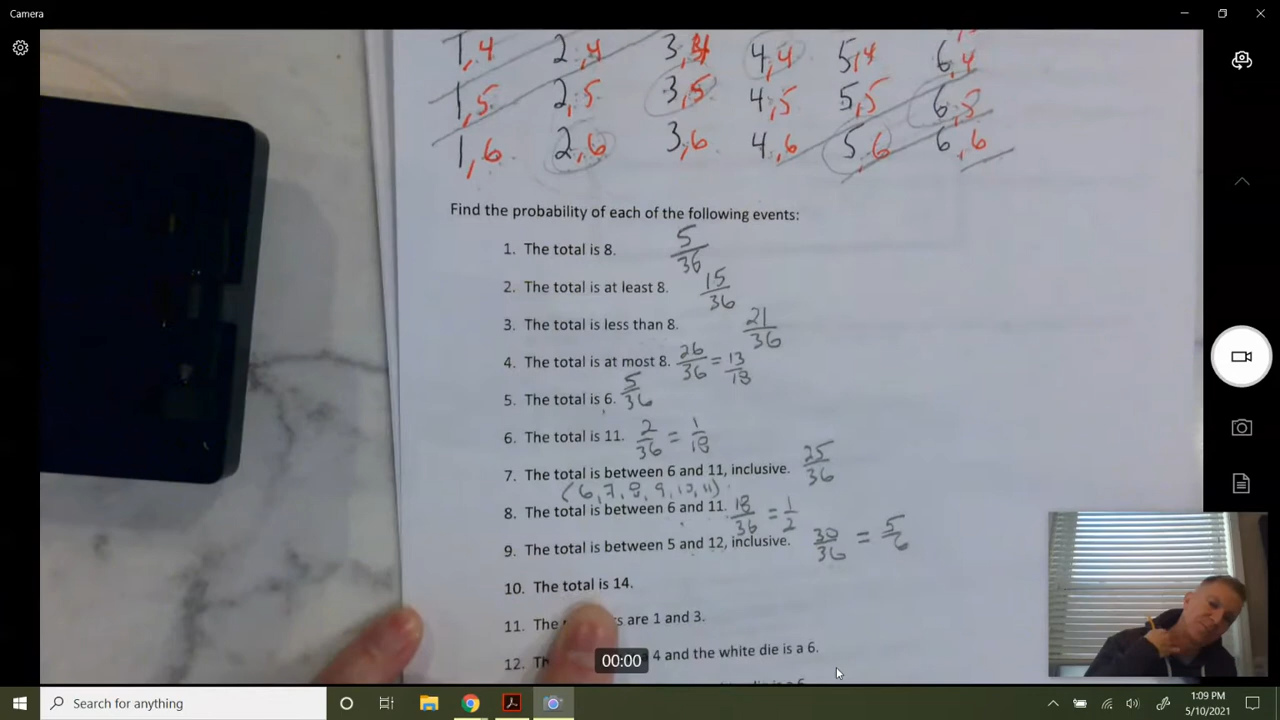 Camera
1,4 2,4 3,4 4,4 5,4 6,4
1,5 2,5 3,5 4,5 5,5 6,5
1,6 2,6 3,6 4,6 5,6 6,6
Find the probability of each of the following events:
1. The total is 8. 5/36
2. The total is at least 8. 15/36
3. The total is less than 8. 21/36
4. The total is at most 8. 26/36 = 13/18
5. The total is 6. 5/36
6. The total is 11. 2/36 = 1/18
7. The total is between 6 and 11, inclusive. 25/36
(6, 7, 8, 9, 10, 11)
8. The total is between 6 and 11. 18/36 = 1/2
9. The total is between 5 and 12, inclusive. 30/36 = 5/6
10. The total is 14.
11. The are 1 and 3.
12. 4 and the white die is a 6.
00:00
Search for anything
1:09 PM
5/10/2021